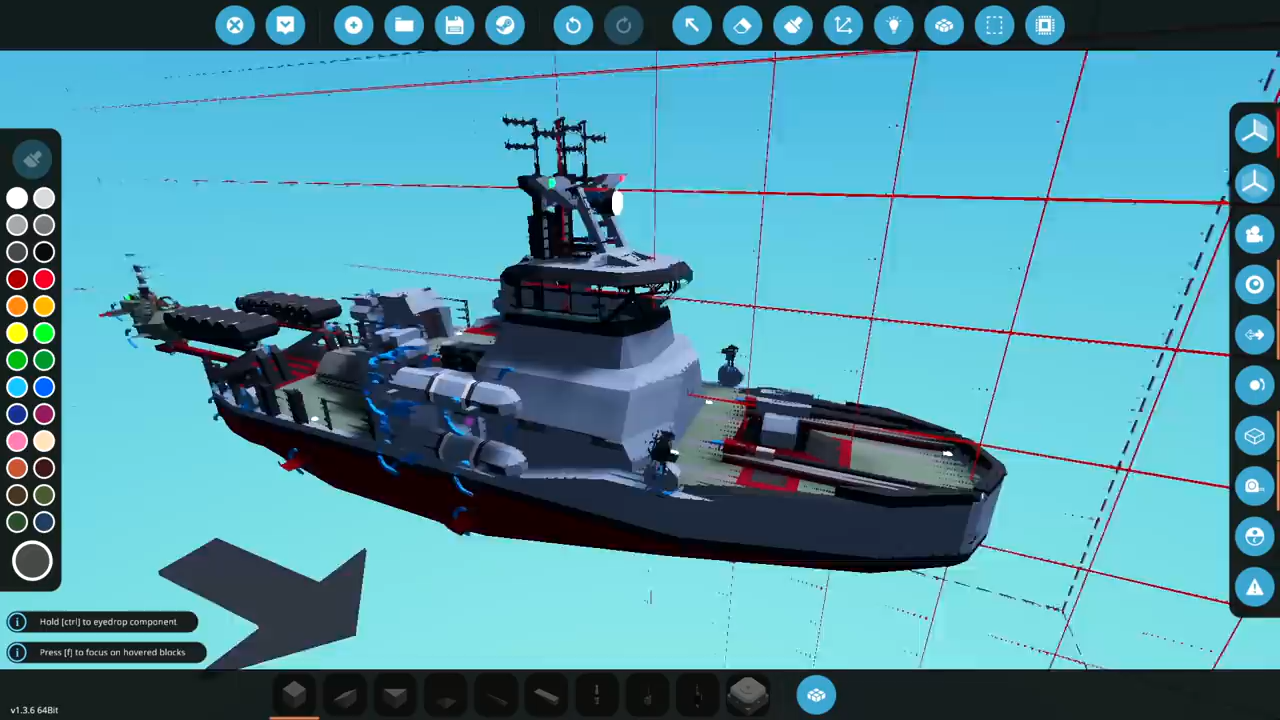 Hold [ctrl] to eyedrop component
Press [f] to focus on hovered blocks
v1.3.6 64Bit